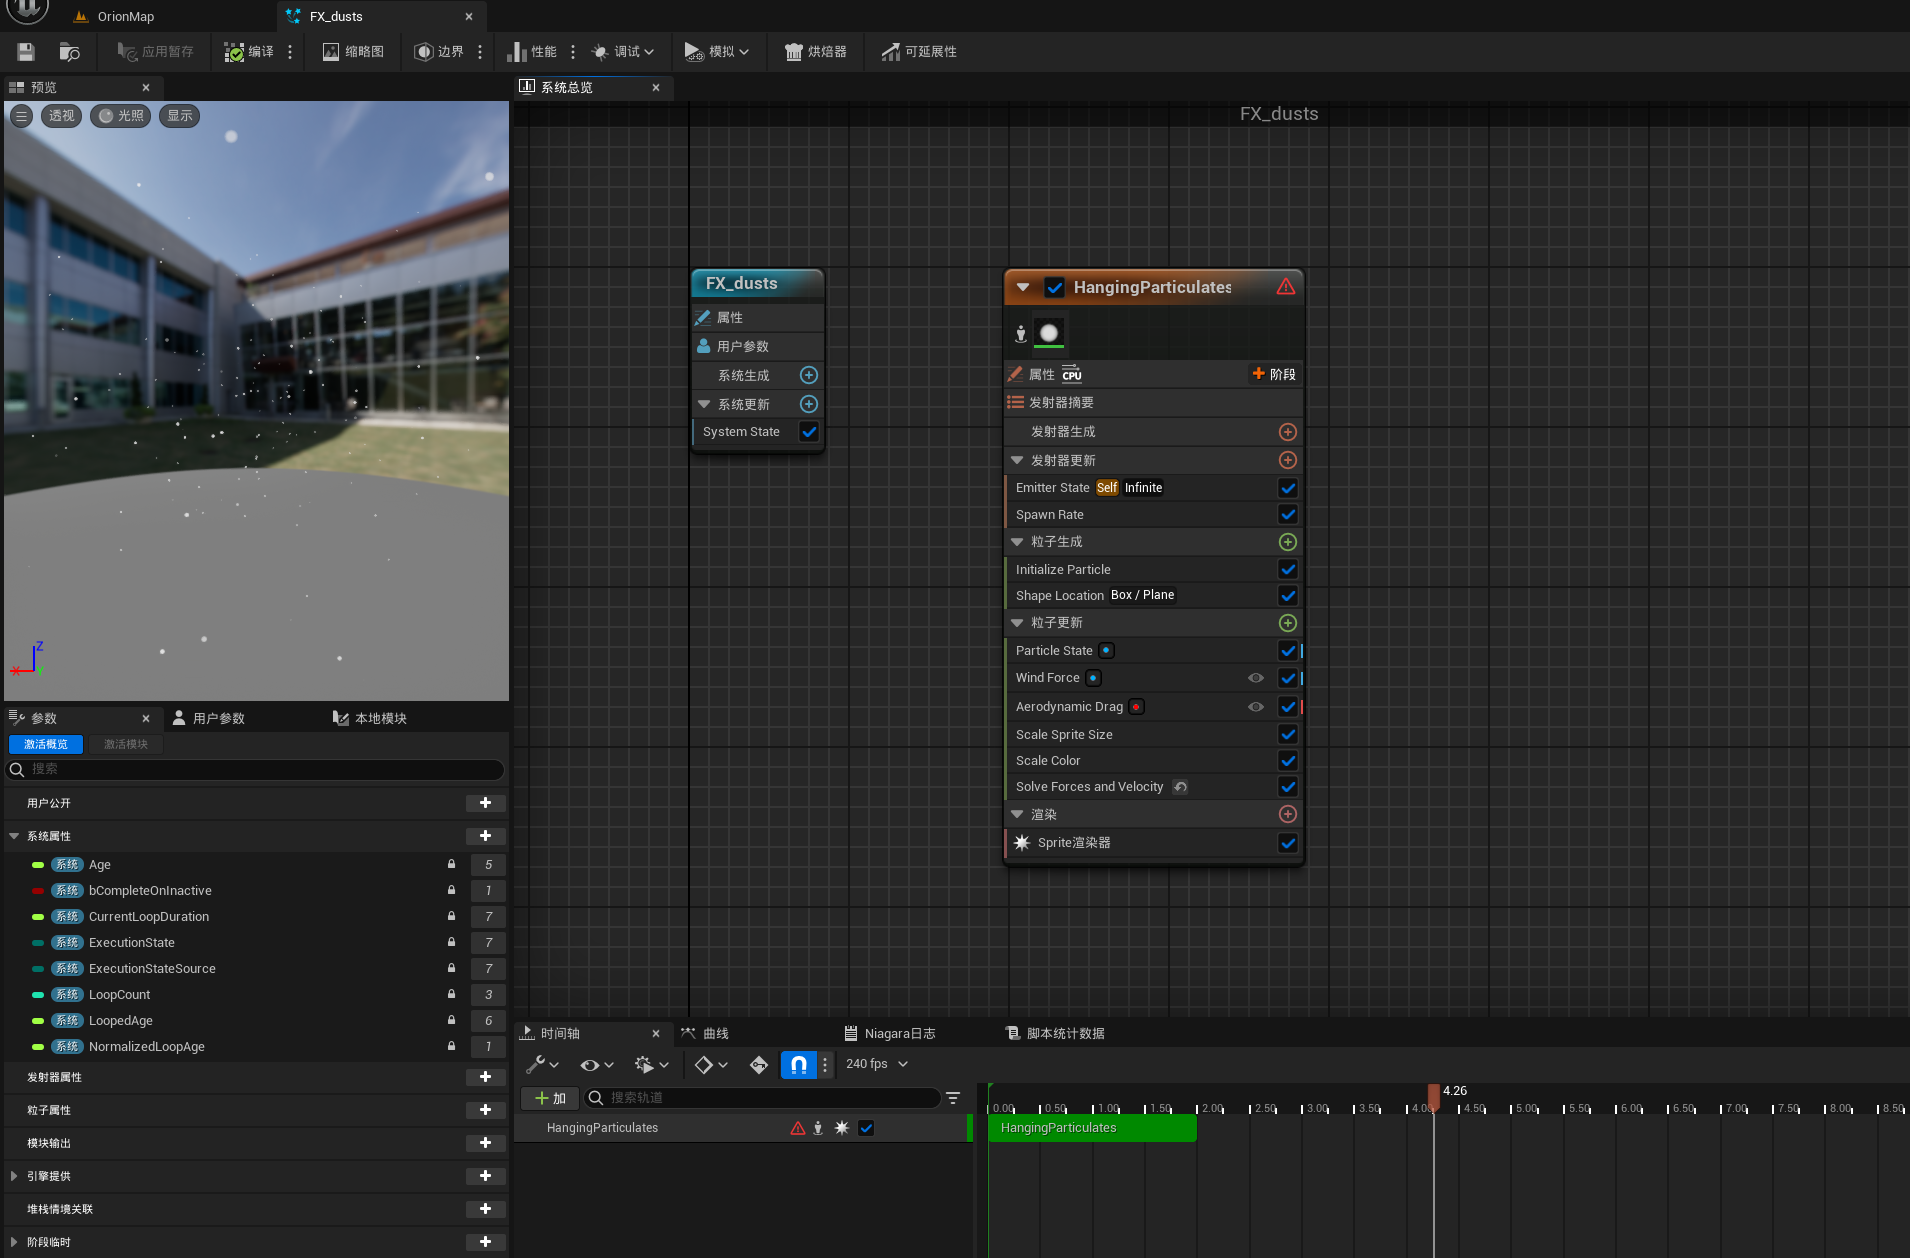 OrionMap
FX_dusts
应用暂存
编译
缩略图
边界
性能
调试
模拟
烘焙器
可延展性
预览
透视
光照
显示
Z
X
Y
参数
用户参数
本地模块
激活概览
激活模块
搜索
用户公开
系统属性
系统 Age 5
系统 bCompleteOnInactive 1
系统 CurrentLoopDuration 7
系统 ExecutionState 7
系统 ExecutionStateSource 7
系统 LoopCount 3
系统 LoopedAge 6
系统 NormalizedLoopAge 1
发射器属性
粒子属性
模块输出
引擎提供
堆栈情境关联
阶段临时
系统总览
FX_dusts
FX_dusts
属性
用户参数
系统生成
系统更新
System State
HangingParticulates
属性 CPU
阶段
发射器摘要
发射器生成
发射器更新
Emitter State Self Infinite
Spawn Rate
粒子生成
Initialize Particle
Shape Location Box / Plane
粒子更新
Particle State
Wind Force
Aerodynamic Drag
Scale Sprite Size
Scale Color
Solve Forces and Velocity
渲染
Sprite渲染器
时间轴
曲线
Niagara日志
脚本统计数据
240 fps
加
搜索轨道
4.26
0.00 0.50 1.00 1.50 2.00 2.50 3.00 3.50 4.00 4.50 5.00 5.50 6.00 6.50 7.00 7.50 8.00 8.50
HangingParticulates
HangingParticulates